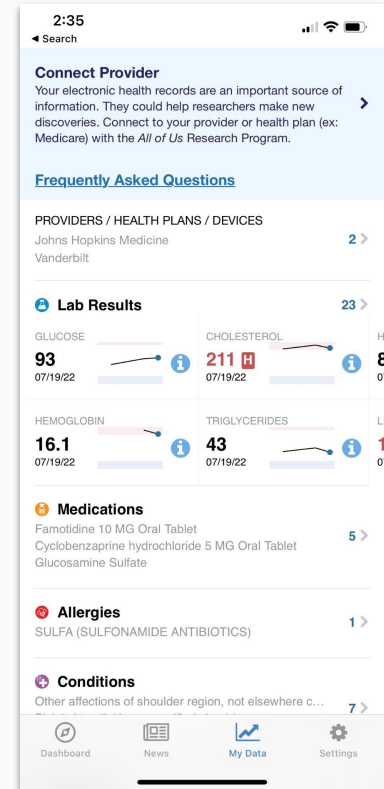 2:35
◄ Search
Connect Provider
Your electronic health records are an important source of
information. They could help researchers make new
discoveries. Connect to your provider or health plan (ex:
Medicare) with the All of Us Research Program.
Frequently Asked Questions
PROVIDERS / HEALTH PLANS / DEVICES
Johns Hopkins Medicine
2
Vanderbilt
Lab Results 23
GLUCOSE CHOLESTEROL
93 211 H
07/19/22 07/19/22
HEMOGLOBIN TRIGLYCERIDES
16.1 43
07/19/22 07/19/22
Medications
Famotidine 10 MG Oral Tablet
Cyclobenzaprine hydrochloride 5 MG Oral Tablet 5
Glucosamine Sulfate
Allergies
SULFA (SULFONAMIDE ANTIBIOTICS) 1
Conditions
Other affections of shoulder region, not elsewhere c...
7
Dashboard News My Data Settings